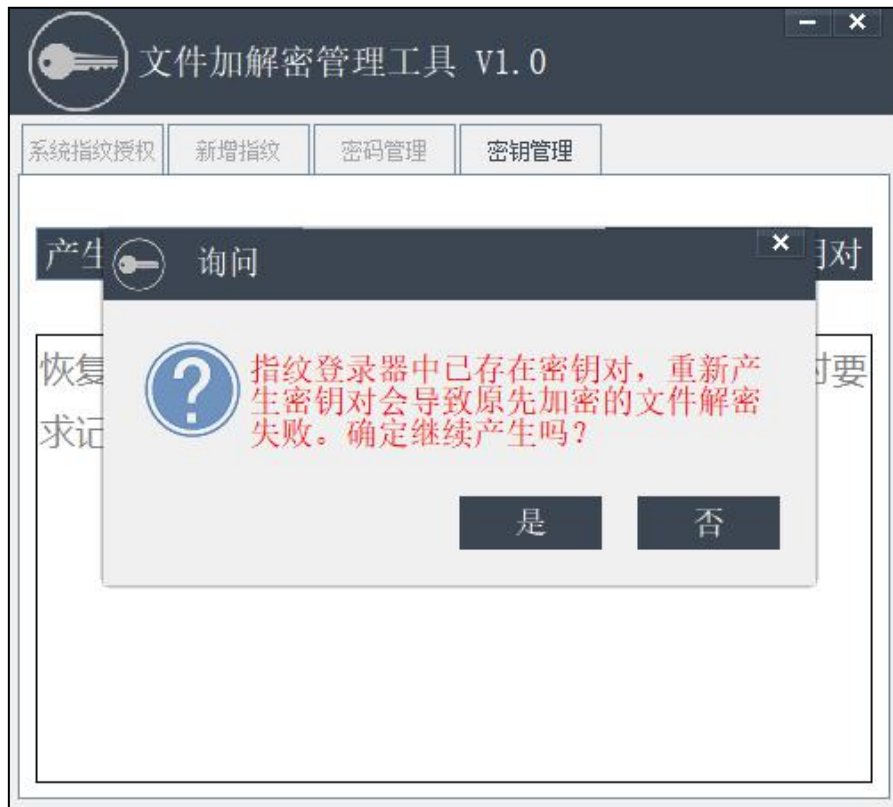 文件加解密管理工具 V1.0
系统指纹授权 新增指纹 密码管理 密钥管理
产生
钥对
询问
恢复
时要
求记
指纹登录器中已存在密钥对，重新产
生密钥对会导致原先加密的文件解密
失败。确定继续产生吗？
是 否